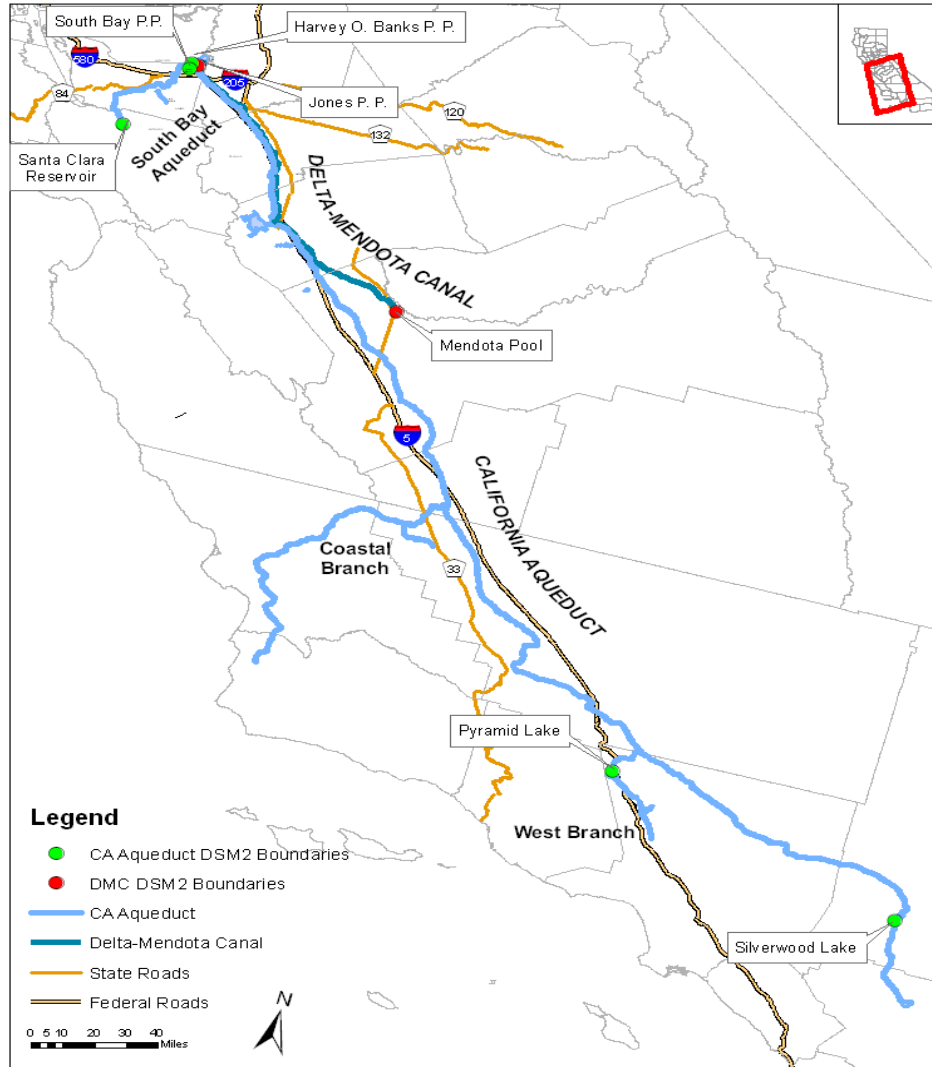 South Bay P.P.
Harvey O. Banks P. P.
580
205
Jones P. P.
84
120
132
Santa Clara
Reservoir
South Bay
Aqueduct
DELTA-MENDOTA CANAL
Mendota Pool
5
CALIFORNIA AQUEDUCT
Coastal
Branch
33
Pyramid Lake
West Branch
Silverwood Lake
Legend
CA Aqueduct DSM2 Boundaries
DMC DSM2 Boundaries
CA Aqueduct
Delta-Mendota Canal
State Roads
Federal Roads
N
0 5 10 20 30 40
Miles